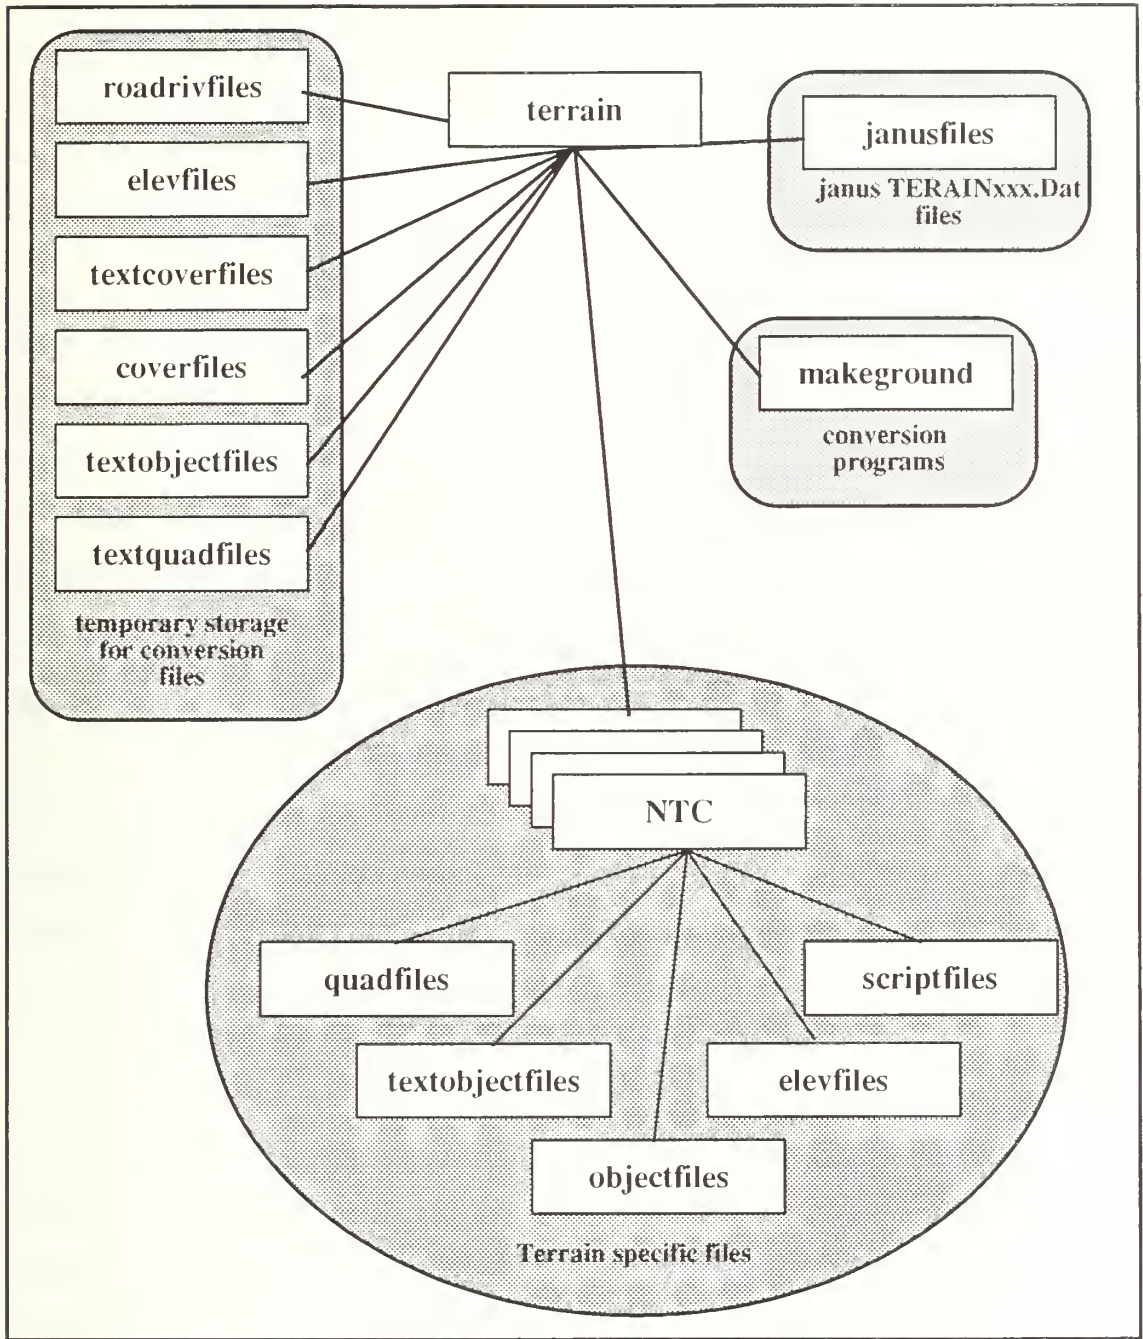 roadrivfiles
elevfiles
textcoverfiles
coverfiles
textobjectfiles
textquadfiles
temporary storage
for conversion
files
terrain
janusfiles
janus TERAINxxx.Dat
files
makeground
conversion
programs
NTC
quadfiles
scriptfiles
textobjectfiles
elevfiles
objectfiles
Terrain specific files